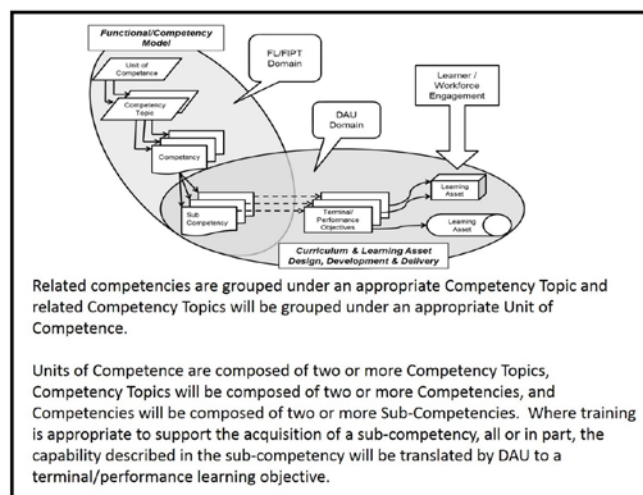 Functional/Competency
Model
Unit of
Competence
FL/FIPT
Domain
Learner /
Workforce
Engagement
Competency
Topic
DAU
Domain
Competency
Learning
Asset
Sub
Competency
Terminal/
Performance
Objectives
Learning
Asset
Curriculum & Learning Asset
Design, Development & Delivery
Related competencies are grouped under an appropriate Competency Topic and
related Competency Topics will be grouped under an appropriate Unit of
Competence.
Units of Competence are composed of two or more Competency Topics,
Competency Topics will be composed of two or more Competencies, and
Competencies will be composed of two or more Sub-Competencies.  Where training
is appropriate to support the acquisition of a sub-competency, all or in part, the
capability described in the sub-competency will be translated by DAU to a
terminal/performance learning objective.